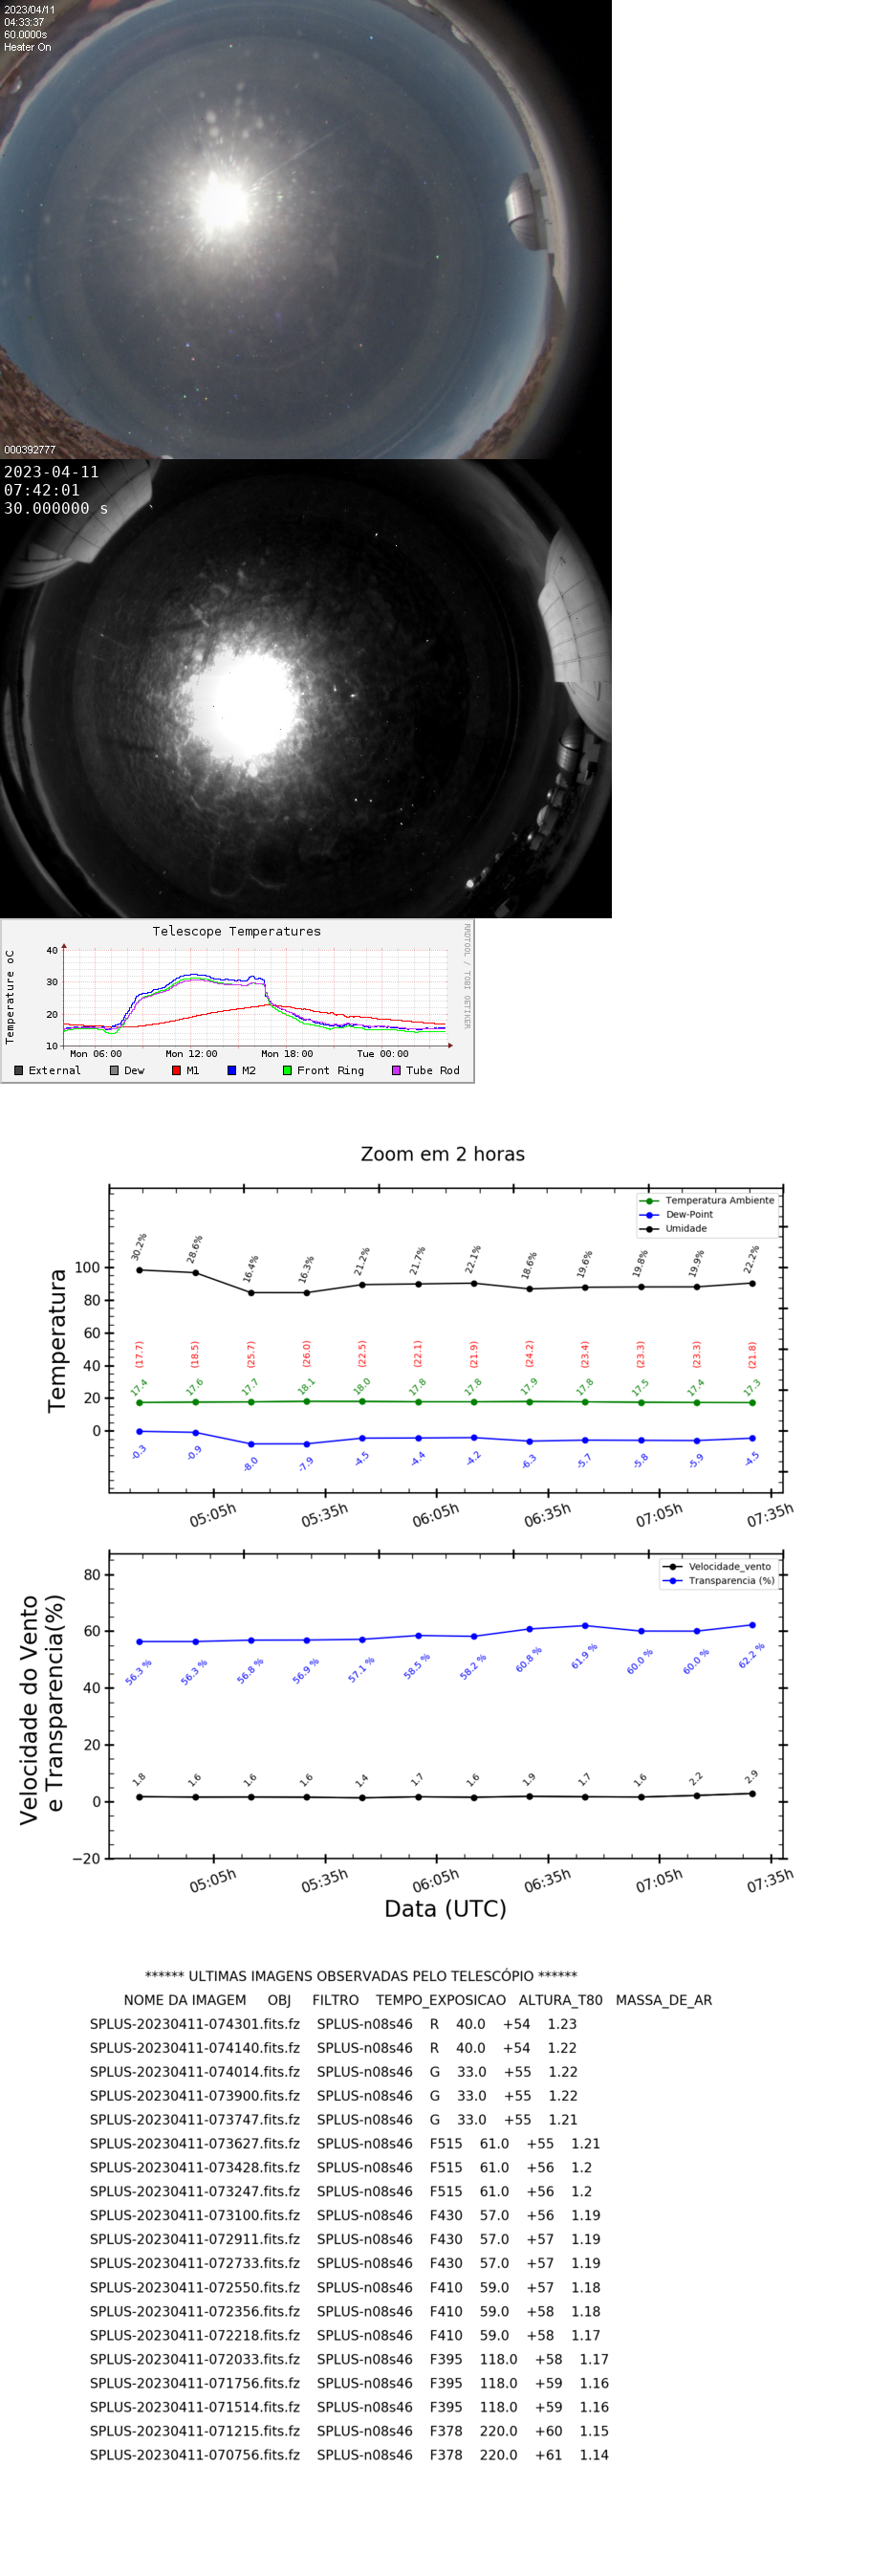 2023/04/11
04:33:37
60.0000s
Heater On
000392777
2023-04-11
07:42:01
30.000000 s
Telescope Temperatures
RRDTOOL / TOBI OETIKER
Temperature oC
40
30
20
10
Mon 06:00 Mon 12:00 Mon 18:00 Tue 00:00
External Dew M1 M2 Front Ring Tube Rod
Zoom em 2 horas
Temperatura Ambiente
Dew-Point
Umidade
Temperatura
100
80
60
40
20
0
30.2% 28.6% 16.4% 16.3% 21.2% 21.7% 22.1% 18.6% 19.6% 19.8% 19.9% 22.2%
(17.7) (18.5) (25.7) (26.0) (22.5) (22.1) (21.9) (24.2) (23.4) (23.3) (23.3) (21.8)
17.4 17.6 17.7 18.1 18.0 17.8 17.8 17.9 17.8 17.5 17.4 17.3
-0.3 -0.9 -8.0 -7.9 -4.5 -4.4 -4.2 -6.3 -5.7 -5.8 -5.9 -4.5
05:05h 05:35h 06:05h 06:35h 07:05h 07:35h
Velocidade_vento
Transparencia (%)
Velocidade do Vento
e Transparencia(%)
80
60
40
20
0
−20
56.3 % 56.3 % 56.8 % 56.9 % 57.1 % 58.5 % 58.2 % 60.8 % 61.9 % 60.0 % 60.0 % 62.2 %
1.8 1.6 1.6 1.6 1.4 1.7 1.6 1.9 1.7 1.6 2.2 2.9
05:05h 05:35h 06:05h 06:35h 07:05h 07:35h
Data (UTC)
****** ULTIMAS IMAGENS OBSERVADAS PELO TELESCÓPIO ******
NOME DA IMAGEM OBJ FILTRO TEMPO_EXPOSICAO ALTURA_T80 MASSA_DE_AR
SPLUS-20230411-074301.fits.fz SPLUS-n08s46 R 40.0 +54 1.23
SPLUS-20230411-074140.fits.fz SPLUS-n08s46 R 40.0 +54 1.22
SPLUS-20230411-074014.fits.fz SPLUS-n08s46 G 33.0 +55 1.22
SPLUS-20230411-073900.fits.fz SPLUS-n08s46 G 33.0 +55 1.22
SPLUS-20230411-073747.fits.fz SPLUS-n08s46 G 33.0 +55 1.21
SPLUS-20230411-073627.fits.fz SPLUS-n08s46 F515 61.0 +55 1.21
SPLUS-20230411-073428.fits.fz SPLUS-n08s46 F515 61.0 +56 1.2
SPLUS-20230411-073247.fits.fz SPLUS-n08s46 F515 61.0 +56 1.2
SPLUS-20230411-073100.fits.fz SPLUS-n08s46 F430 57.0 +56 1.19
SPLUS-20230411-072911.fits.fz SPLUS-n08s46 F430 57.0 +57 1.19
SPLUS-20230411-072733.fits.fz SPLUS-n08s46 F430 57.0 +57 1.19
SPLUS-20230411-072550.fits.fz SPLUS-n08s46 F410 59.0 +57 1.18
SPLUS-20230411-072356.fits.fz SPLUS-n08s46 F410 59.0 +58 1.18
SPLUS-20230411-072218.fits.fz SPLUS-n08s46 F410 59.0 +58 1.17
SPLUS-20230411-072033.fits.fz SPLUS-n08s46 F395 118.0 +58 1.17
SPLUS-20230411-071756.fits.fz SPLUS-n08s46 F395 118.0 +59 1.16
SPLUS-20230411-071514.fits.fz SPLUS-n08s46 F395 118.0 +59 1.16
SPLUS-20230411-071215.fits.fz SPLUS-n08s46 F378 220.0 +60 1.15
SPLUS-20230411-070756.fits.fz SPLUS-n08s46 F378 220.0 +61 1.14